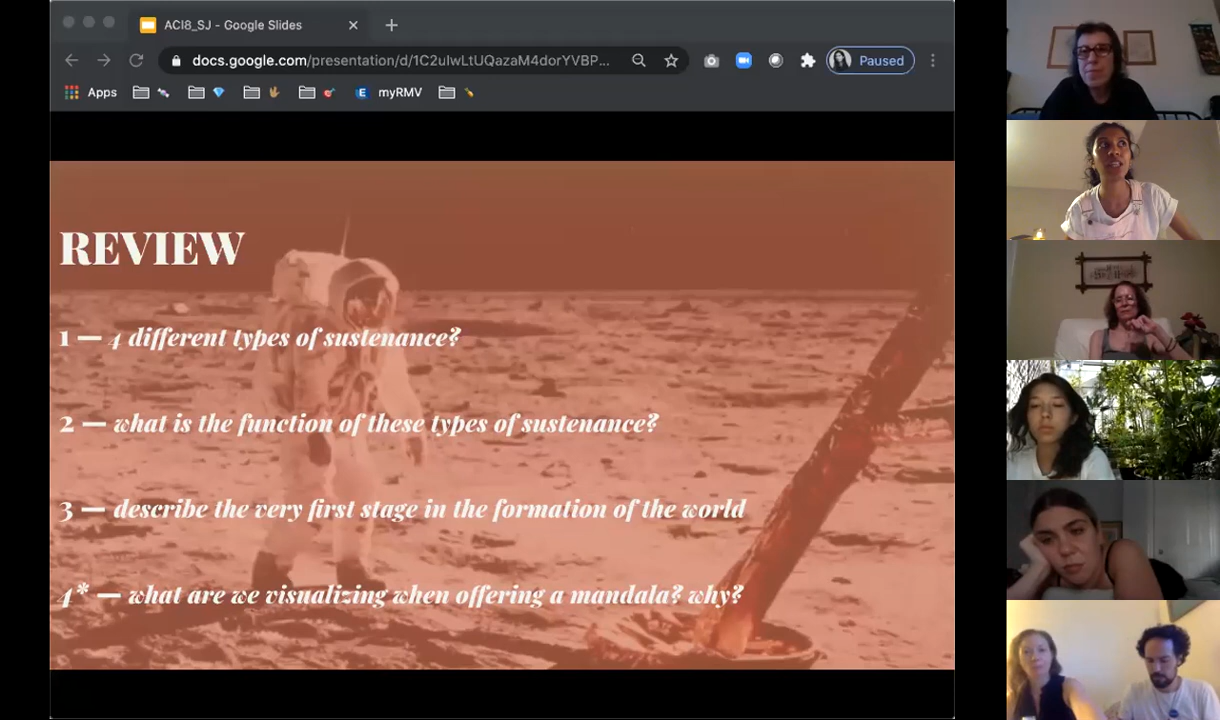 ACI8_SJ - Google Slides
docs.google.com/presentation/d/1C2ulwLtUQazaM4dorYVBP...
Paused
Apps
E myRMV
REVIEW
1 — 4 different types of sustenance?
2 — what is the function of these types of sustenance?
3 — describe the very first stage in the formation of the world
4* — what are we visualizing when offering a mandala? why?